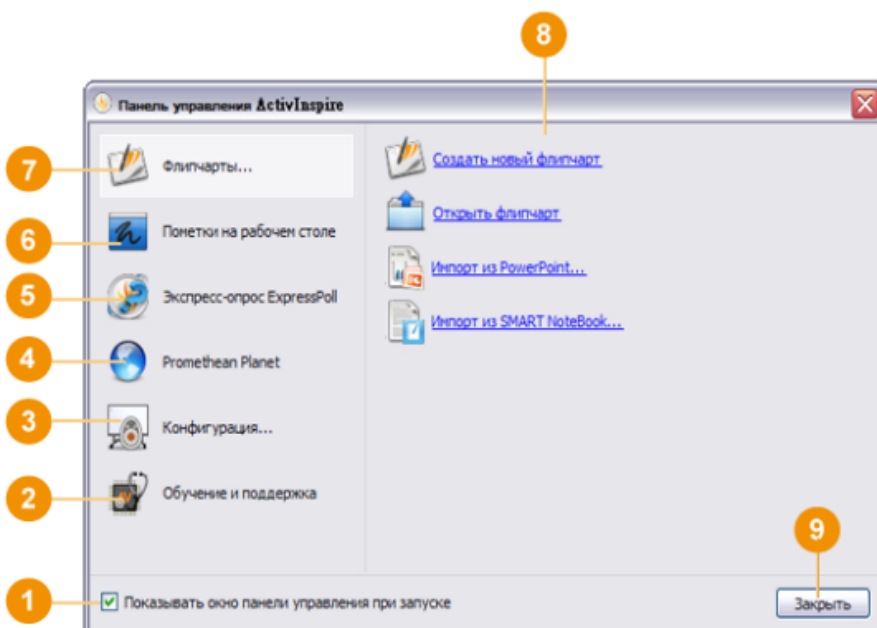 8
Панель управления ActivInspire
7
Флипчарты...
Создать новый флипчарт
6
Пометки на рабочем столе
Открыть флипчарт
5
Экспресс-опрос ExpressPoll
Импорт из PowerPoint...
4
Promethean Planet
Импорт из SMART NoteBook...
3
Конфигурация...
2
Обучение и поддержка
9
1
Показывать окно панели управления при запуске
Закрыть